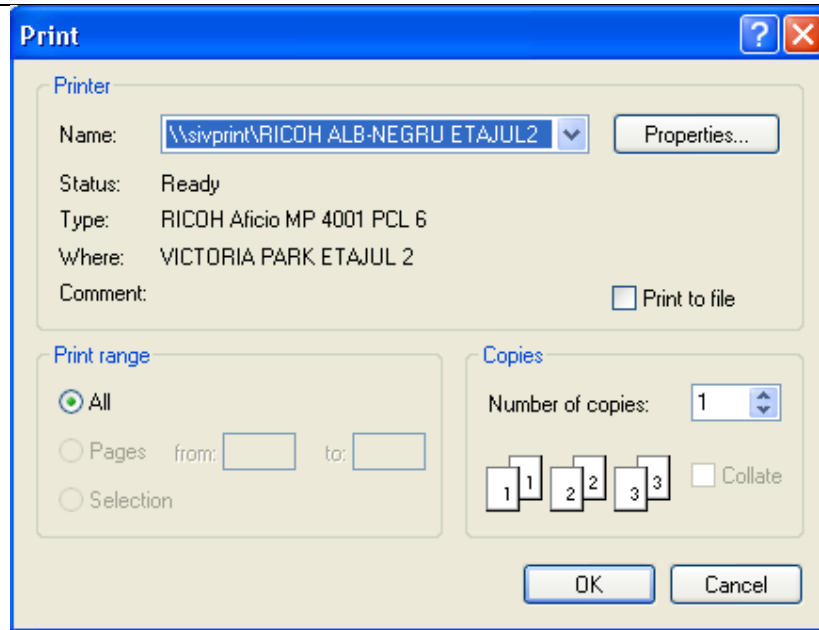 Print
Printer
Name: \\sivprint\RICOH ALB-NEGRU ETAJUL2 Properties...
Status: Ready
Type: RICOH Aficio MP 4001 PCL 6
Where: VICTORIA PARK ETAJUL 2
Comment:
Print to file
Print range
All
Pages from: to:
Selection
Copies
Number of copies: 1
1 1 2 2 3 3 Collate
OK Cancel